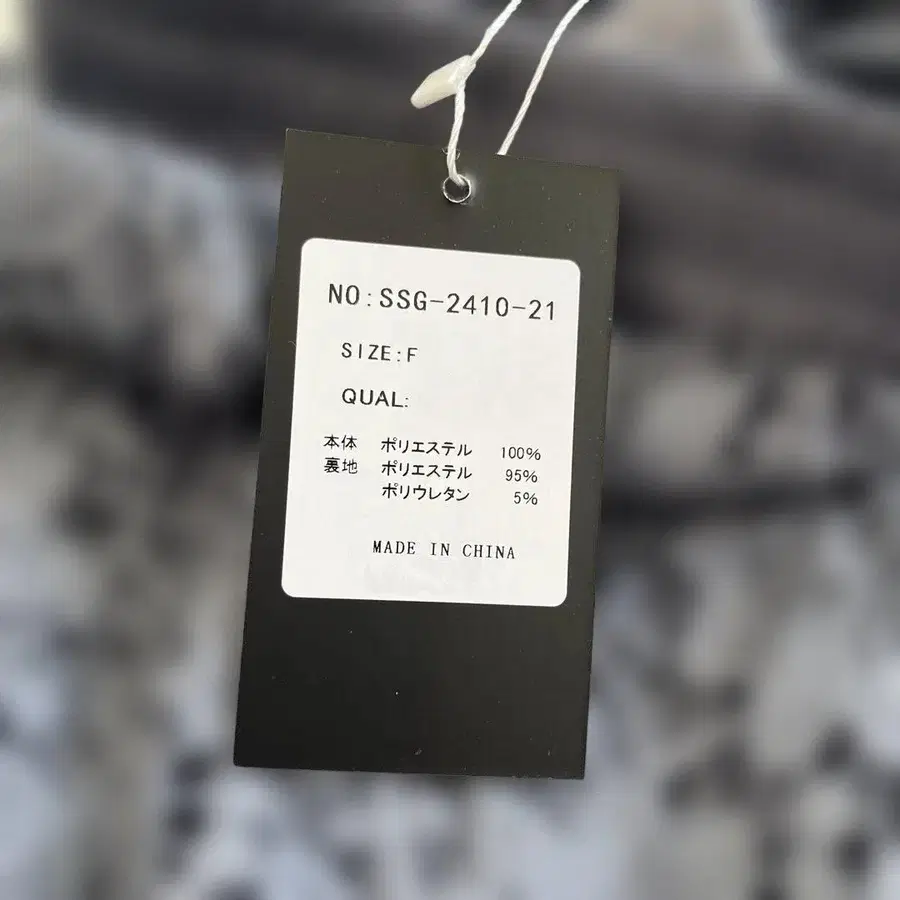 NO:SSG-2410-21
SIZE:F
QUAL:
本体 ポリエステル 100%
裏地 ポリエステル 95%
ポリウレタン 5%
MADE IN CHINA